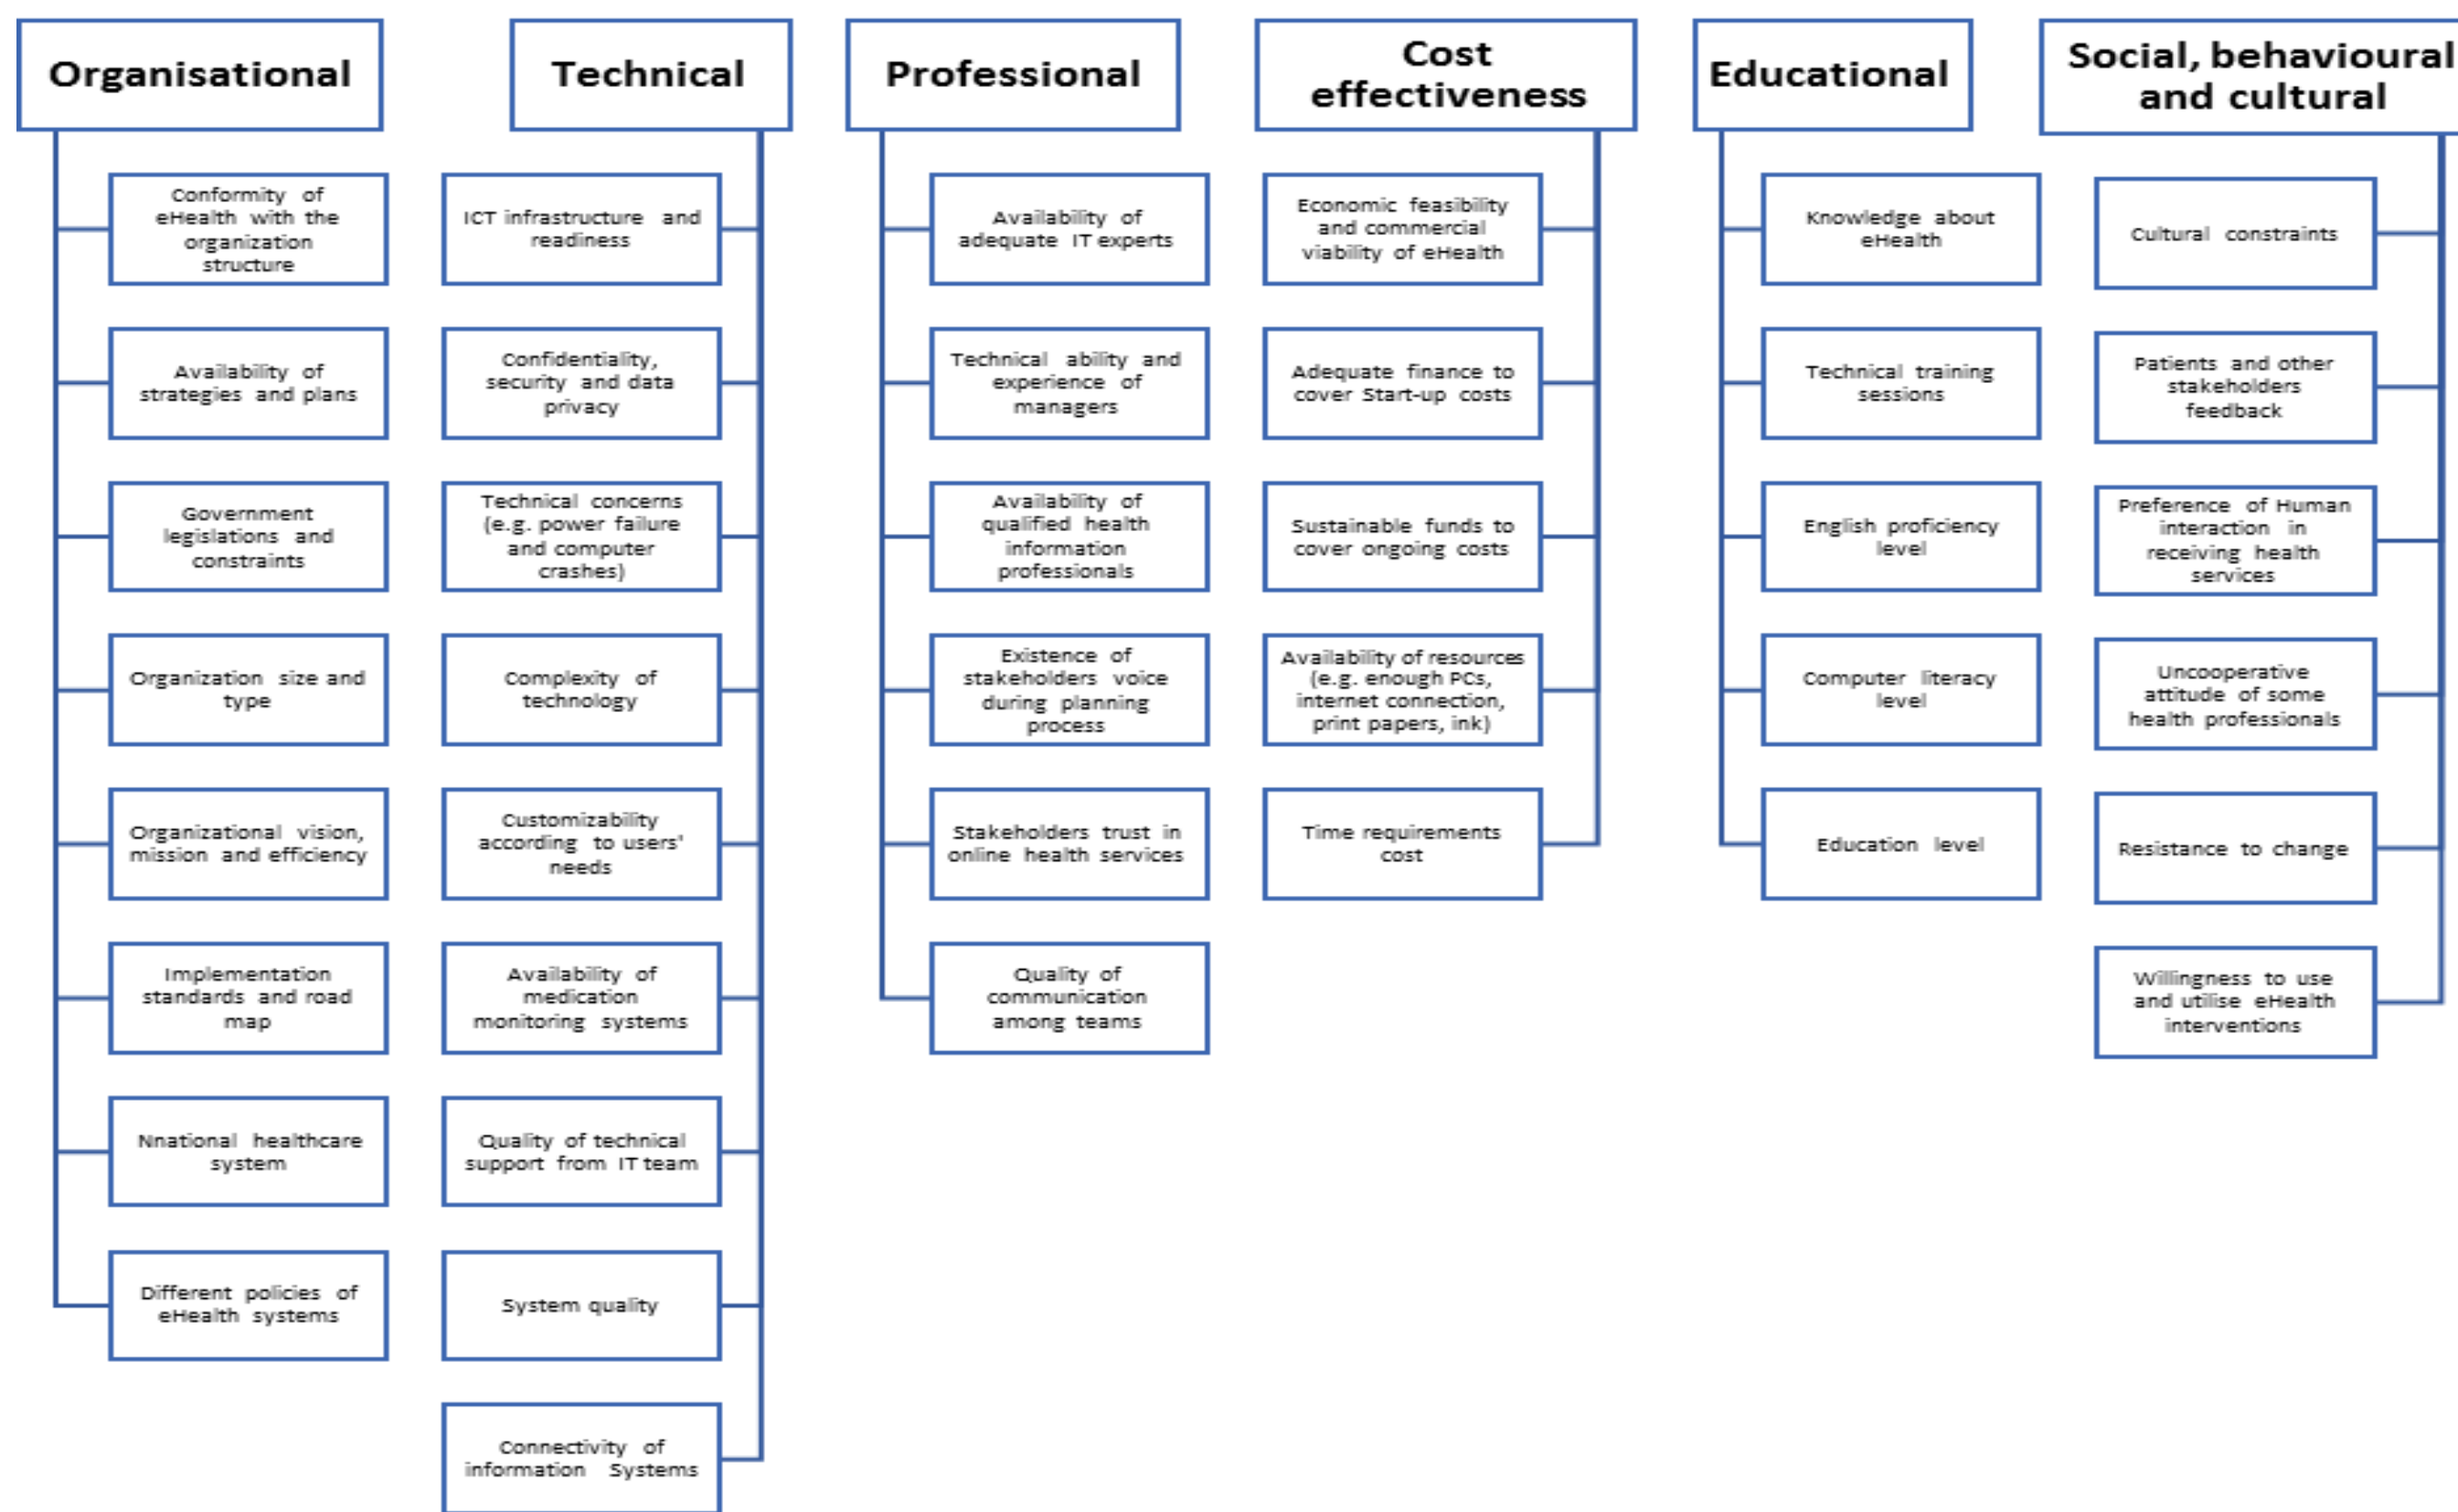 Organisational
Conformity of
eHealth with the
organization
structure
Availability of
strategies and plans
Government
legislations and
constraints
Organization size and
type
Organizational vision,
mission and efficiency
Implementation
standards and road
map
Nnational healthcare
system
Different policies of
eHealth systems
Technical
ICT infrastructure and
readiness
Confidentiality,
security and data
privacy
Technical concerns
(e.g. power failure
and computer
crashes)
Complexity of
technology
Customizability
according to users'
needs
Availability of
medication
monitoring systems
Quality of technical
support from IT team
System quality
Connectivity of
information Systems
Professional
Availability of
adequate IT experts
Technical ability and
experience of
managers
Availability of
qualified health
information
professionals
Existence of
stakeholders voice
during planning
process
Stakeholders trust in
online health services
Quality of
communication
among teams
Cost
effectiveness
Economic feasibility
and commercial
viability of eHealth
Adequate finance to
cover Start-up costs
Sustainable funds to
cover ongoing costs
Availability of resources
(e.g. enough PCs,
internet connection,
print papers, ink)
Time requirements
cost
Educational
Knowledge about
eHealth
Technical training
sessions
English proficiency
level
Computer literacy
level
Education level
Social, behavioural
and cultural
Cultural constraints
Patients and other
stakeholders
feedback
Preference of Human
interaction in
receiving health
services
Uncooperative
attitude of some
health professionals
Resistance to change
Willingness to use
and utilise eHealth
interventions